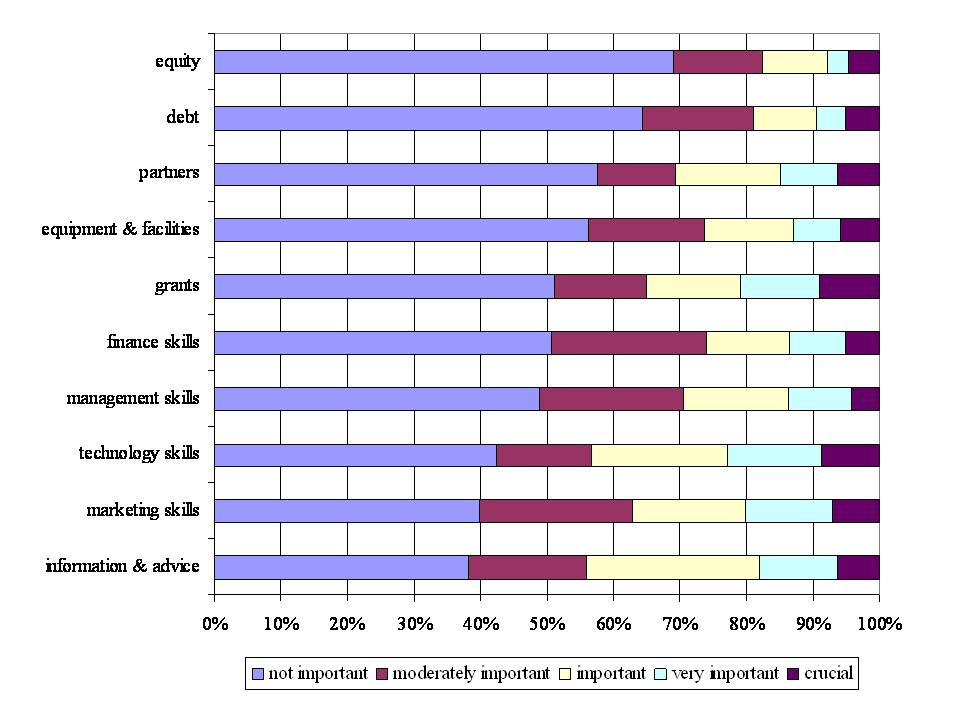 equity
debt
partners
equipment & facilities
grants
finance skills
management skills
technology skills
marketing skills
information & advice
0% 10% 20% 30% 40% 50% 60% 70% 80% 90% 100%
not important moderately important important very important crucial